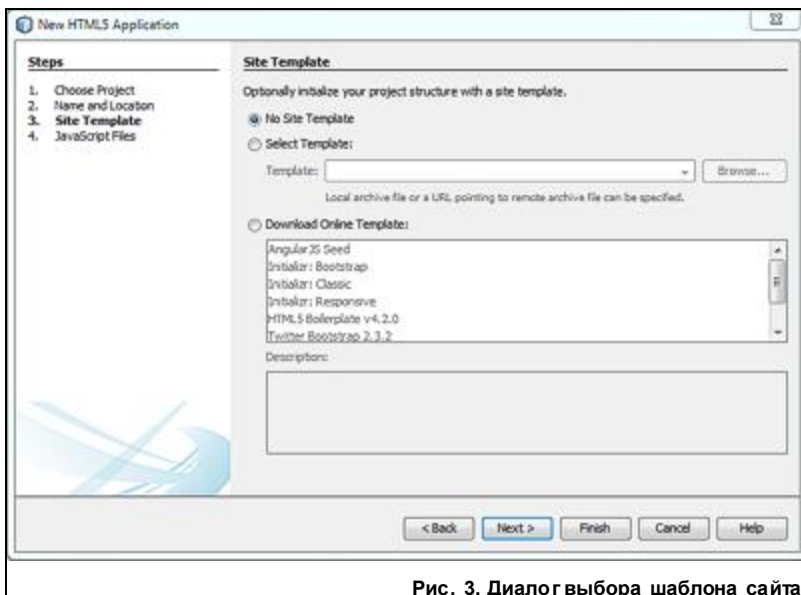 New HTML5 Application
Steps
1. Choose Project
2. Name and Location
3. Site Template
4. JavaScript Files
Site Template
Optionally initialize your project structure with a site template.
No Site Template
Select Template:
Template:
Browse...
Local archive file or a URL pointing to remote archive file can be specified.
Download Online Template:
AngularJS Seed
Initializr: Bootstrap
Initializr: Classic
Initializr: Responsive
HTML5 Boilerplate v4.2.0
Twitter Bootstrap 2.3.2
Description:
< Back
Next >
Finish
Cancel
Help
Рис. 3. Диалог выбора шаблона сайта